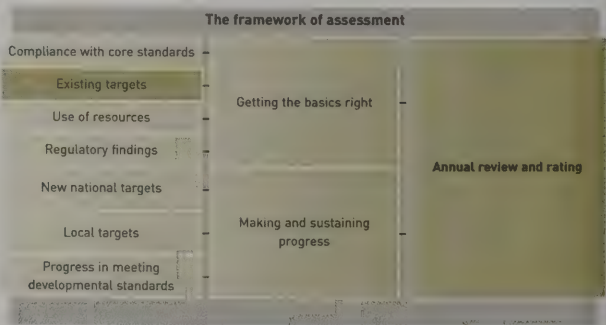 The framework of assessment
Compliance with core standards
Existing targets
Use of resources
Regulatory findings
New national targets
Local targets
Progress in meeting
developmental standards
Getting the basics right
Making and sustaining
progress
Annual review and rating